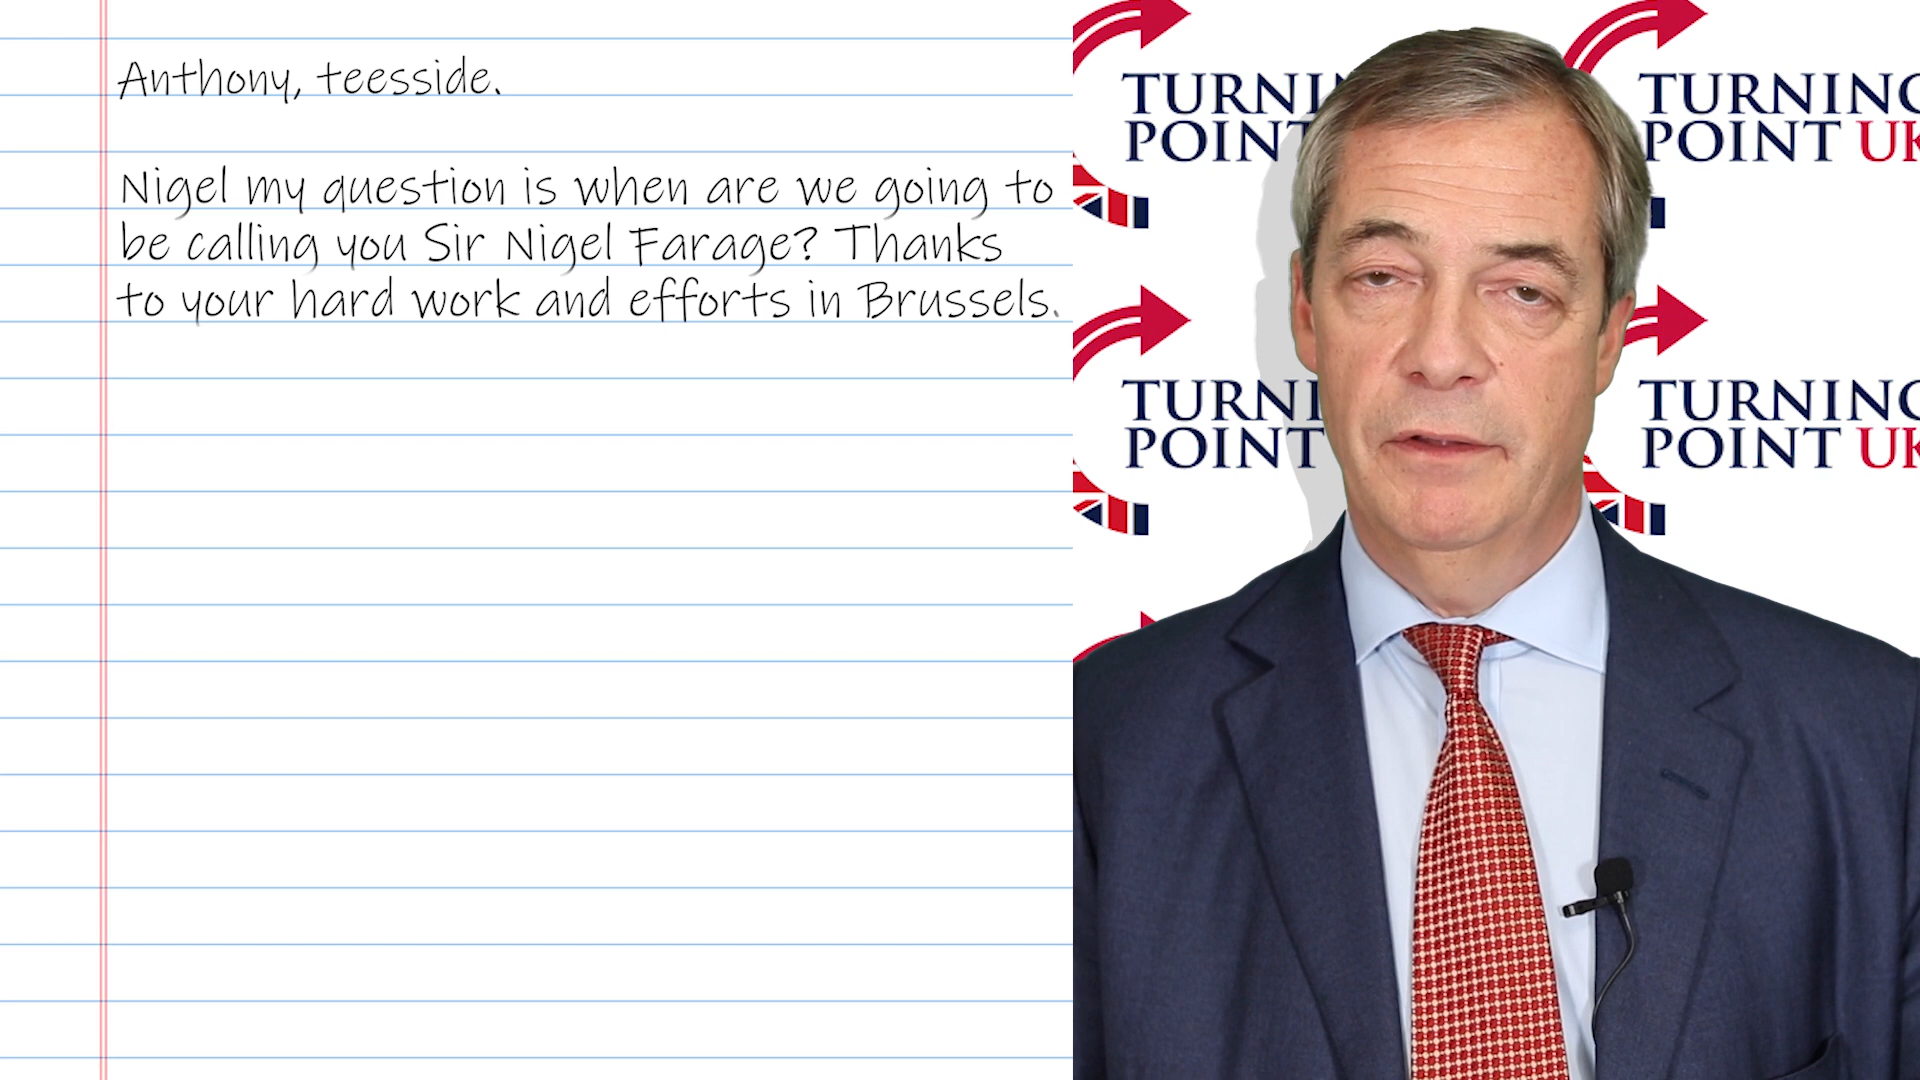 Anthony, teesside.
Nigel my question is when are we going to
be calling you Sir Nigel Farage? Thanks
to your hard work and efforts in Brussels.
TURNI
POINT
TURNING
POINT UK
TURNI
POINT
TURNING
POINT UK